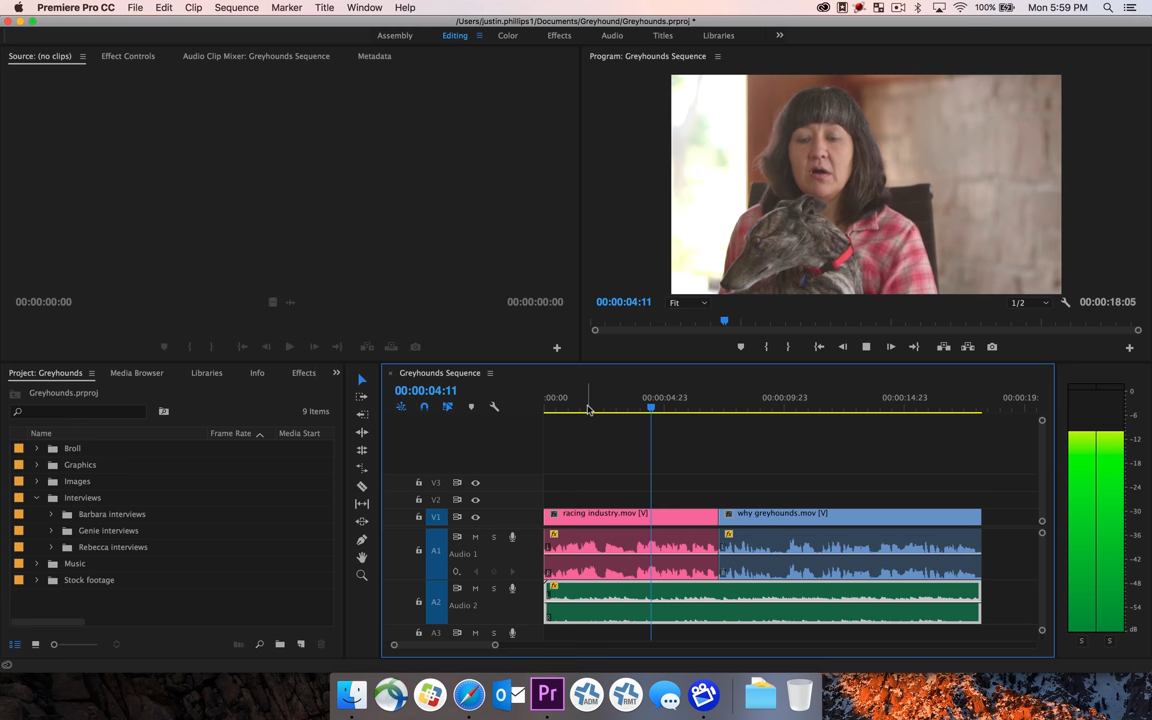 Premiere Pro CC File Edit Clip Sequence Marker Title Window Help 100% Mon 5:59 PM
/Users/justin.phillips1/Documents/Greyhound/Greyhounds.prproj *
Assembly Editing Color Effects Audio Titles Libraries
Source: (no clips) Effect Controls Audio Clip Mixer: Greyhounds Sequence Metadata
Program: Greyhounds Sequence
00:00:00:00 00:00:00:00
00:00:04:11 Fit 1/2 00:00:18:05
Project: Greyhounds Media Browser Libraries Info Effects
Greyhounds.prproj
9 Items
Name Frame Rate Media Start
Broll
Graphics
Images
Interviews
Barbara interviews
Genie interviews
Rebecca interviews
Music
Stock footage
× Greyhounds Sequence
00:00:04:11
:00:00 00:00:04:23 00:00:09:23 00:00:14:23 00:00:19:
V3
V2
V1 racing industry.mov [V] why greyhounds.mov [V]
A1 M S
Audio 1
0.
A2 M S
Audio 2
A3 M S
fx fx
fx
L R
0
-6
-12
-18
-24
-30
-36
-42
-48
-54
dB
S S
Pr ADM RMT